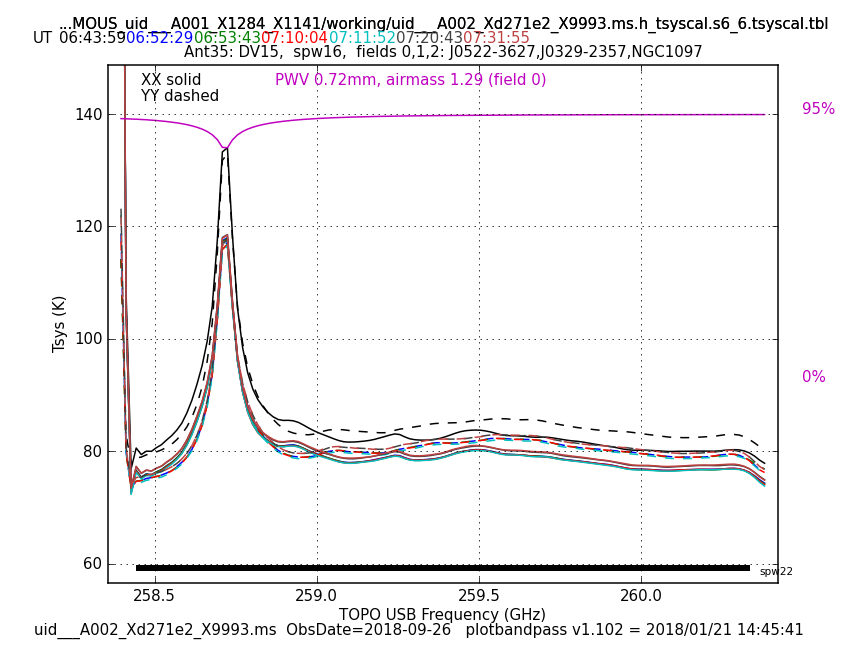 ...MOUS_uid___A001_X1284_X1141/working/uid___A002_Xd271e2_X9993.ms.h_tsyscal.s6_6.tsyscal.tbl
UT 06:43:59 06:52:29 06:53:43 07:10:04 07:11:52 07:20:43 07:31:55
Ant35: DV15, spw16, fields 0,1,2: J0522-3627,J0329-2357,NGC1097
XX solid
YY dashed
PWV 0.72mm, airmass 1.29 (field 0)
95%
0%
140
120
100
80
60
Tsys (K)
spw22
258.5 259.0 259.5 260.0
TOPO USB Frequency (GHz)
uid___A002_Xd271e2_X9993.ms ObsDate=2018-09-26 plotbandpass v1.102 = 2018/01/21 14:45:41